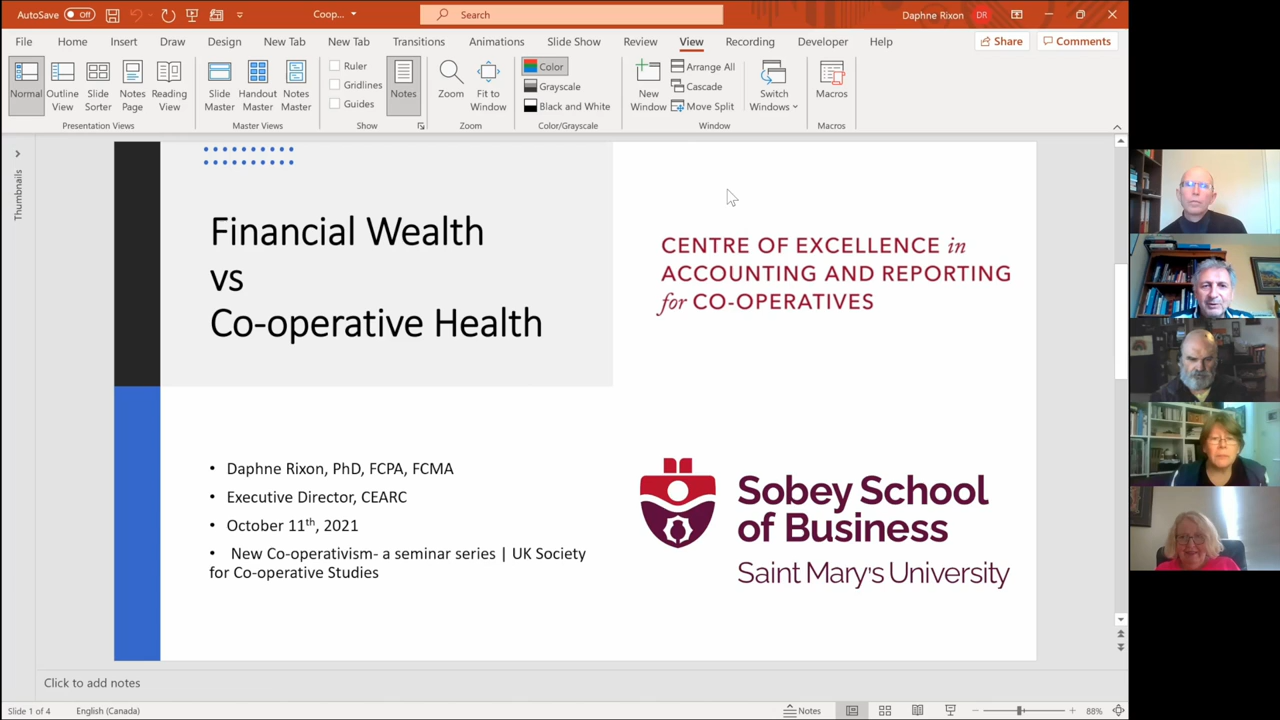 AutoSave Off
Coop...
Search
Daphne Rixon DR
File Home Insert Draw Design New Tab New Tab Transitions Animations Slide Show Review View Recording Developer Help Share Comments
Normal
Outline View
Slide Sorter
Notes Page
Reading View
Presentation Views
Slide Master
Handout Master
Notes Master
Master Views
Ruler
Gridlines
Guides
Notes
Show
Zoom
Fit to Window
Zoom
Color
Grayscale
Black and White
Color/Grayscale
New Window
Arrange All
Cascade
Move Split
Switch Windows
Window
Macros
Macros
Thumbnails
Financial Wealth
vs
Co-operative Health
CENTRE OF EXCELLENCE in
ACCOUNTING AND REPORTING
for CO-OPERATIVES
• Daphne Rixon, PhD, FCPA, FCMA
• Executive Director, CEARC
• October 11th, 2021
• New Co-operativism- a seminar series | UK Society
for Co-operative Studies
Sobey School
of Business
Saint Mary's University
Click to add notes
Slide 1 of 4 English (Canada) Notes 88%